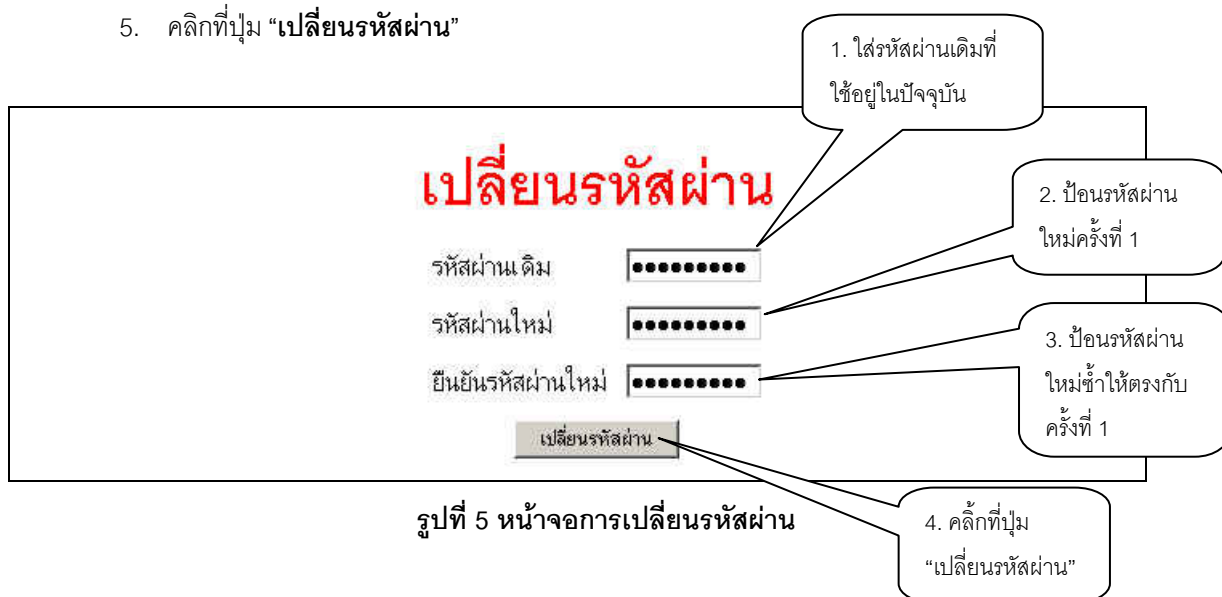 5. คลิกที่ปุ่ม “เปลี่ยนรหัสผ่าน”
1. ใส่รหัสผ่านเดิมที่
ใช้อยู่ในปัจจุบัน
เปลี่ยนรหัสผ่าน
2. ป้อนรหัสผ่าน
ใหม่ครั้งที่ 1
รหัสผ่านเดิม
รหัสผ่านใหม่
3. ป้อนรหัสผ่าน
ใหม่ซ้ำให้ตรงกับ
ครั้งที่ 1
ยืนยันรหัสผ่านใหม่
เปลี่ยนรหัสผ่าน
รูปที่ 5 หน้าจอการเปลี่ยนรหัสผ่าน
4. คลิ้กที่ปุ่ม
“เปลี่ยนรหัสผ่าน”